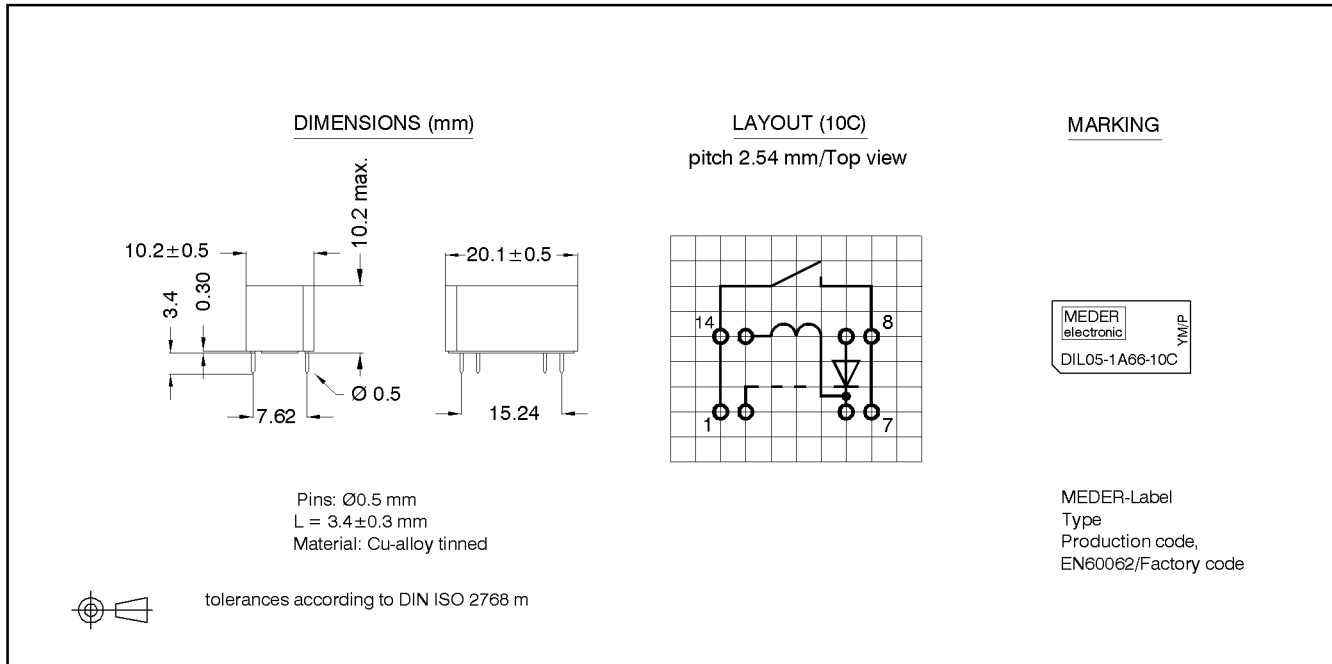 DIMENSIONS (mm)
10.2±0.5
10.2 max.
3.4
0.30
7.62
Ø 0.5
20.1±0.5
15.24
LAYOUT (10C)
pitch 2.54 mm/Top view
14
8
1
7
MARKING
MEDER
electronic
YM/P
DIL05-1A66-10C
Pins: Ø0.5 mm
L = 3.4±0.3 mm
Material: Cu-alloy tinned
tolerances according to DIN ISO 2768 m
MEDER-Label
Type
Production code,
EN60062/Factory code